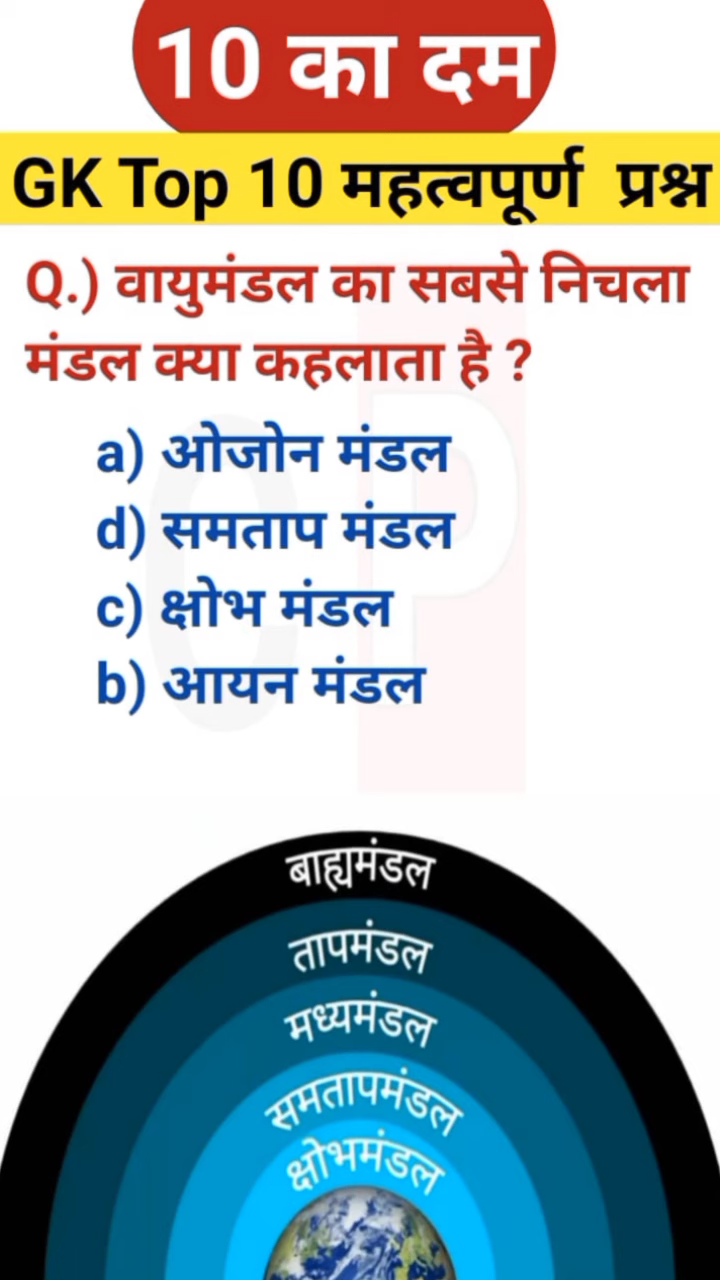 10 का दम
GK Top 10 महत्वपूर्ण प्रश्न
Q.) वायुमंडल का सबसे निचला
मंडल क्या कहलाता है ?
a) ओजोन मंडल
d) समताप मंडल
c) क्षोभ मंडल
b) आयन मंडल
CP
बाह्यमंडल
तापमंडल
मध्यमंडल
समतापमंडल
क्षोभमंडल